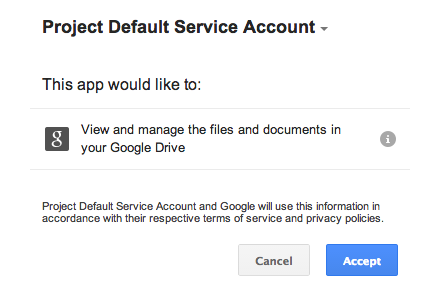 Project Default Service Account
This app would like to:
g
View and manage the files and documents in
your Google Drive
i
Project Default Service Account and Google will use this information in
accordance with their respective terms of service and privacy policies.
Cancel
Accept